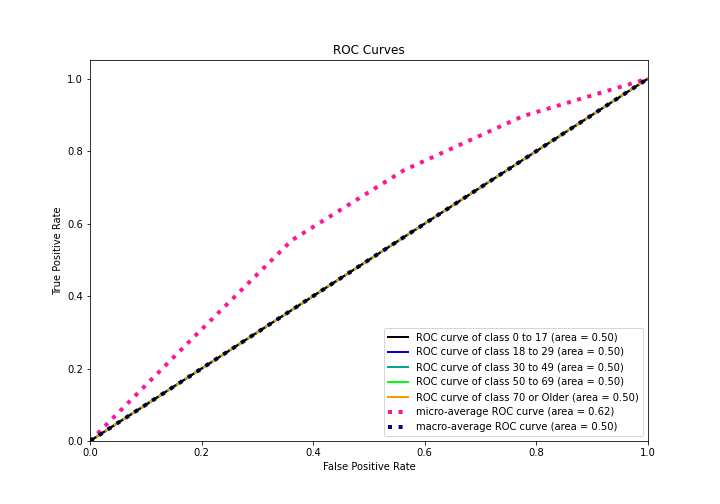 ROC Curves
True Positive Rate
1.0
0.8
0.6
0.4
0.2
0.0
0.0 0.2 0.4 0.6 0.8 1.0
False Positive Rate
ROC curve of class 0 to 17 (area = 0.50)
ROC curve of class 18 to 29 (area = 0.50)
ROC curve of class 30 to 49 (area = 0.50)
ROC curve of class 50 to 69 (area = 0.50)
ROC curve of class 70 or Older (area = 0.50)
micro-average ROC curve (area = 0.62)
macro-average ROC curve (area = 0.50)